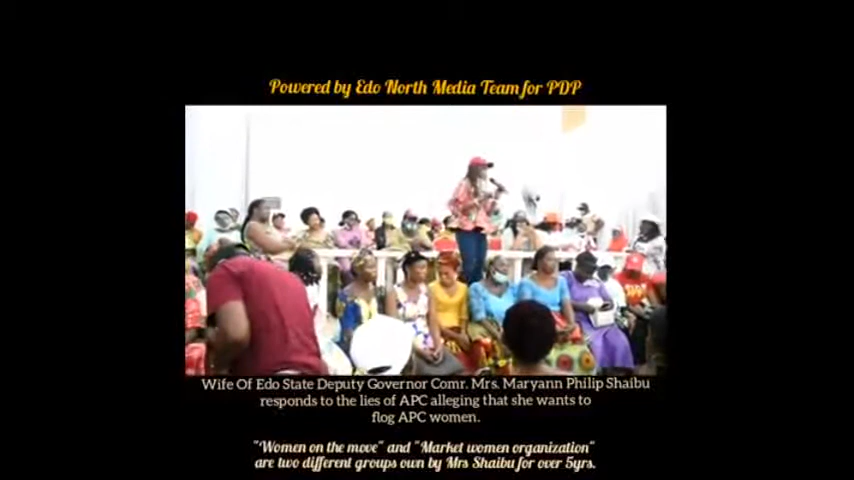 Powered by Edo North Media Team for PDP
Wife Of Edo State Deputy Governor Comr. Mrs. Maryann Philip Shaibu
responds to the lies of APC alleging that she wants to
flog APC women.
"Women on the move" and "Market women organization"
are two different groups own by Mrs Shaibu for over 5yrs.